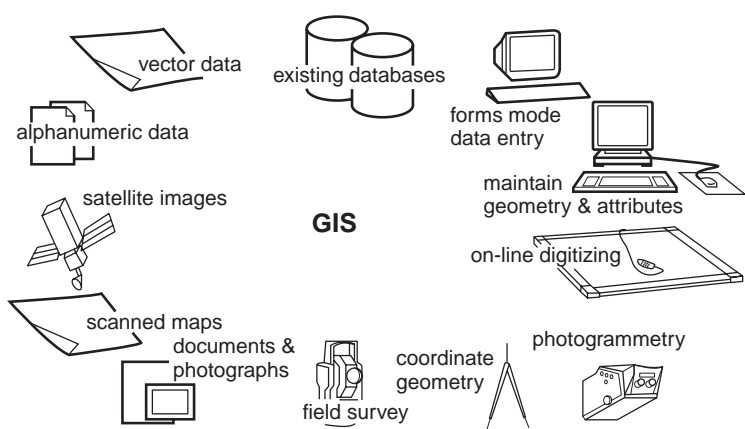 vector data
existing databases
forms mode
data entry
alphanumeric data
maintain
geometry & attributes
satellite images
GIS
on-line digitizing
scanned maps
documents &
photographs
field survey
coordinate
geometry
photogrammetry